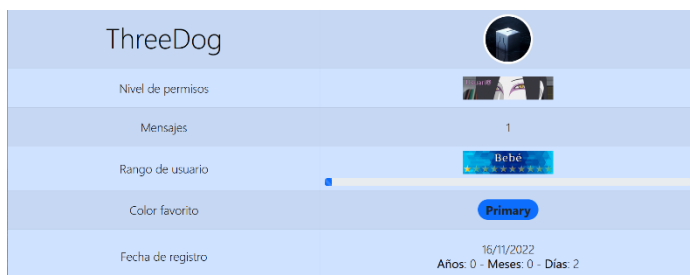 ThreeDog
Nivel de permisos
Mensajes 1
Rango de usuario Bebé
Color favorito Primary
Fecha de registro 16/11/2022
Años: 0 - Meses: 0 - Días: 2